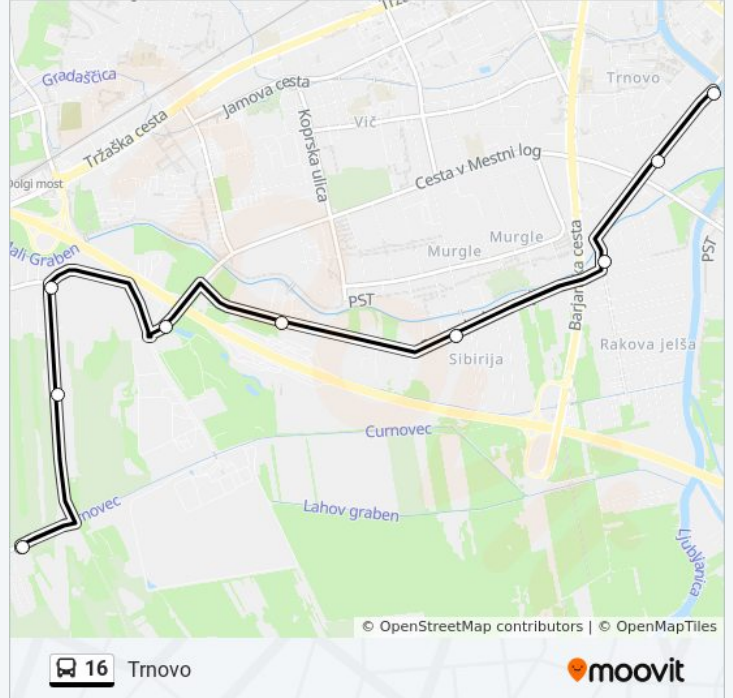 Trnovo
Gradaščica
Jamova cesta
Vič
Koprska ulica
Tržaška cesta
Cesta v Mestni log
Dolgi most
Murgle
Murgle
Barjanska cesta
PST
Mali Graben
PST
Sibirija
Rakova jelša
Curnovec
Lahov graben
Ljubljanica
© OpenStreetMap contributors | © OpenMapTiles
16 Trnovo
moovit